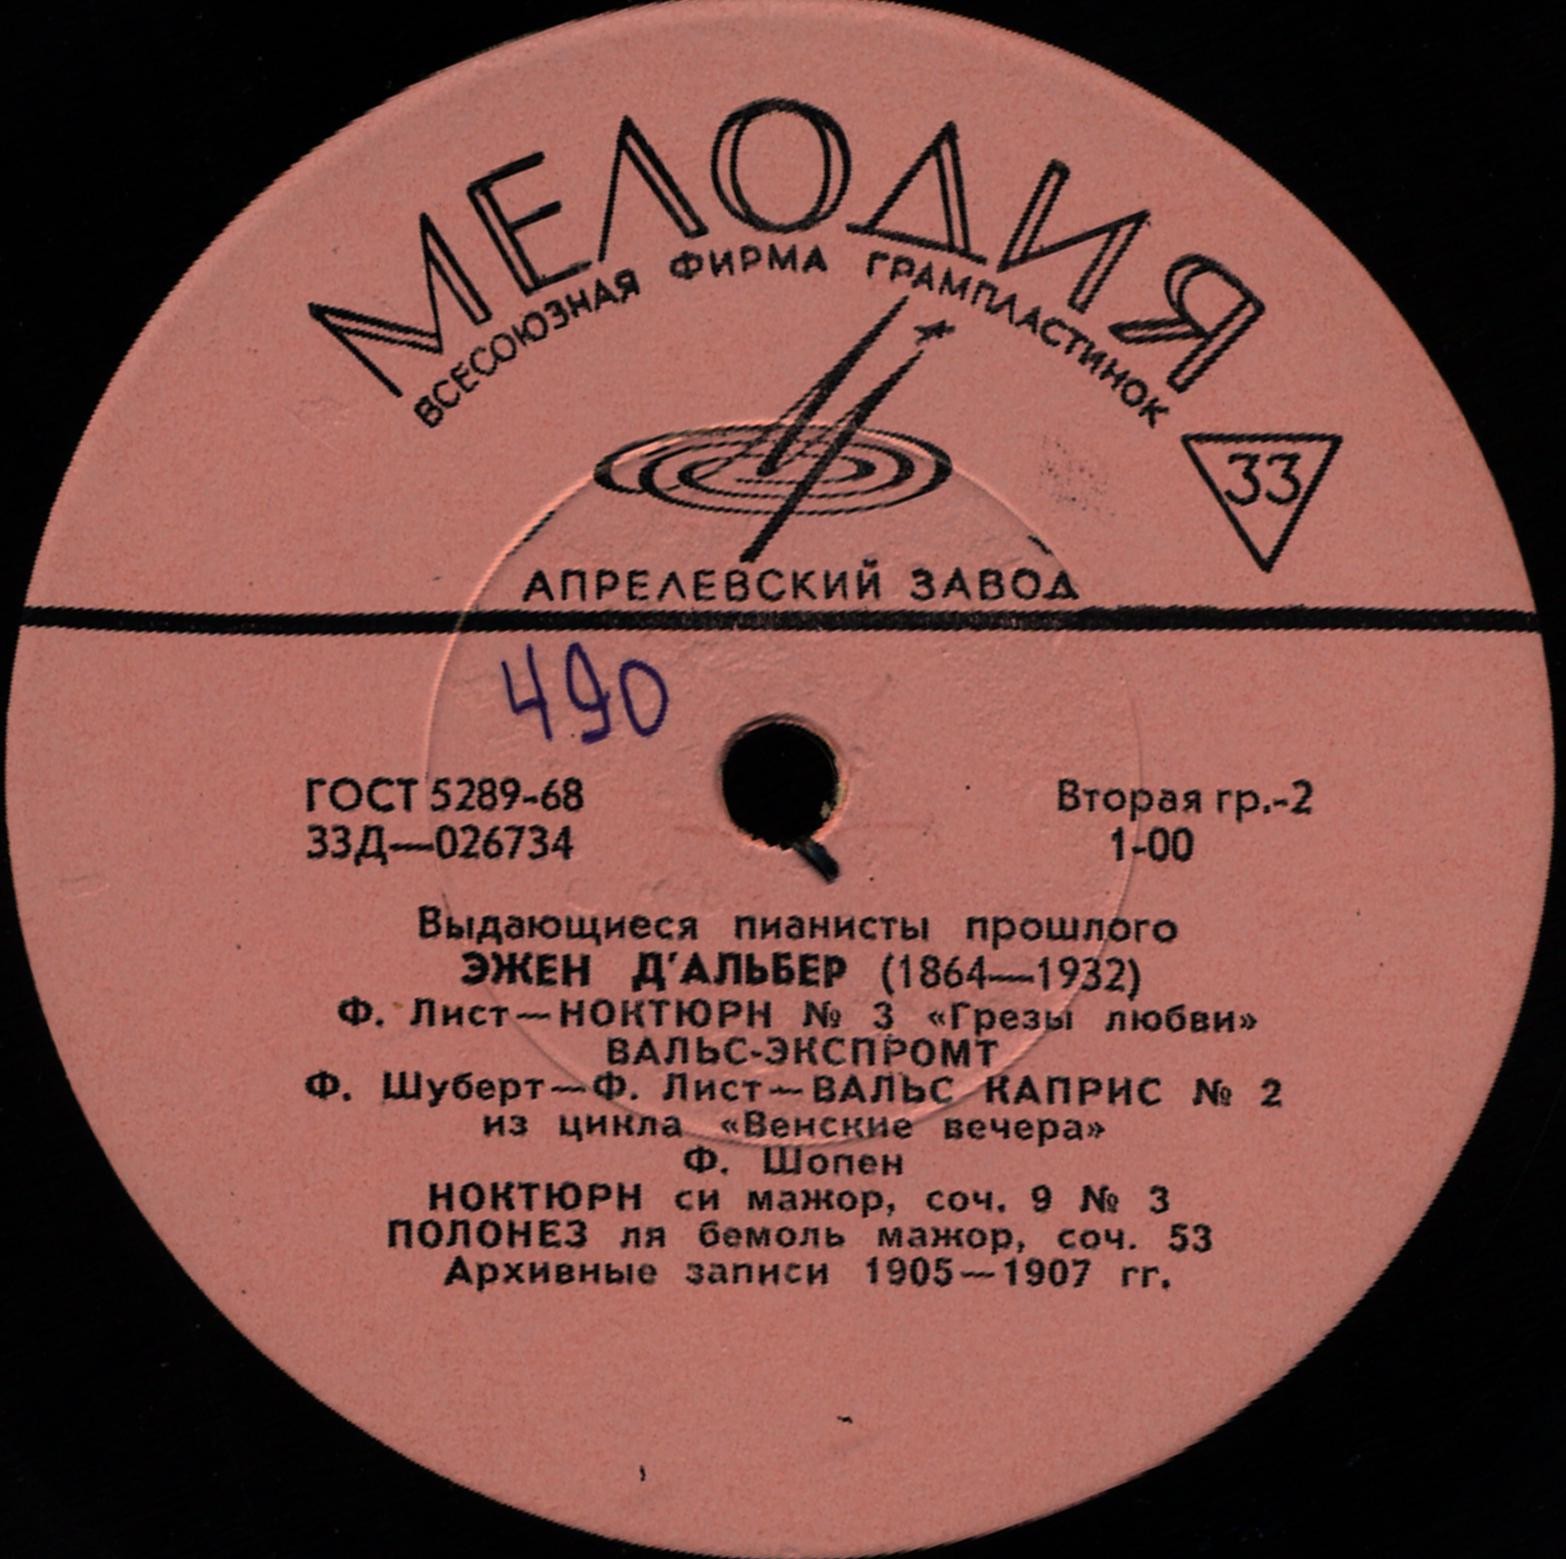 МЕЛОДИЯ
ВСЕСОЮЗНАЯ ФИРМА ГРАМПЛАСТИНОК
33
АПРЕЛЕВСКИЙ ЗАВОД
490
ГОСТ 5289-68
Вторая гр.-2
33Д—026734
1-00
Выдающиеся пианисты прошлого
ЭЖЕН Д'АЛЬБЕР (1864—1932)
Ф. Лист—НОКТЮРН № 3 «Грезы любви»
ВАЛЬС-ЭКСПРОМТ
Ф. Шуберт—Ф. Лист—ВАЛЬС КАПРИС № 2
из цикла «Венские вечера»
Ф. Шопен
НОКТЮРН си мажор, соч. 9 № 3
ПОЛОНЕЗ ля бемоль мажор, соч. 53
Архивные записи 1905—1907 гг.